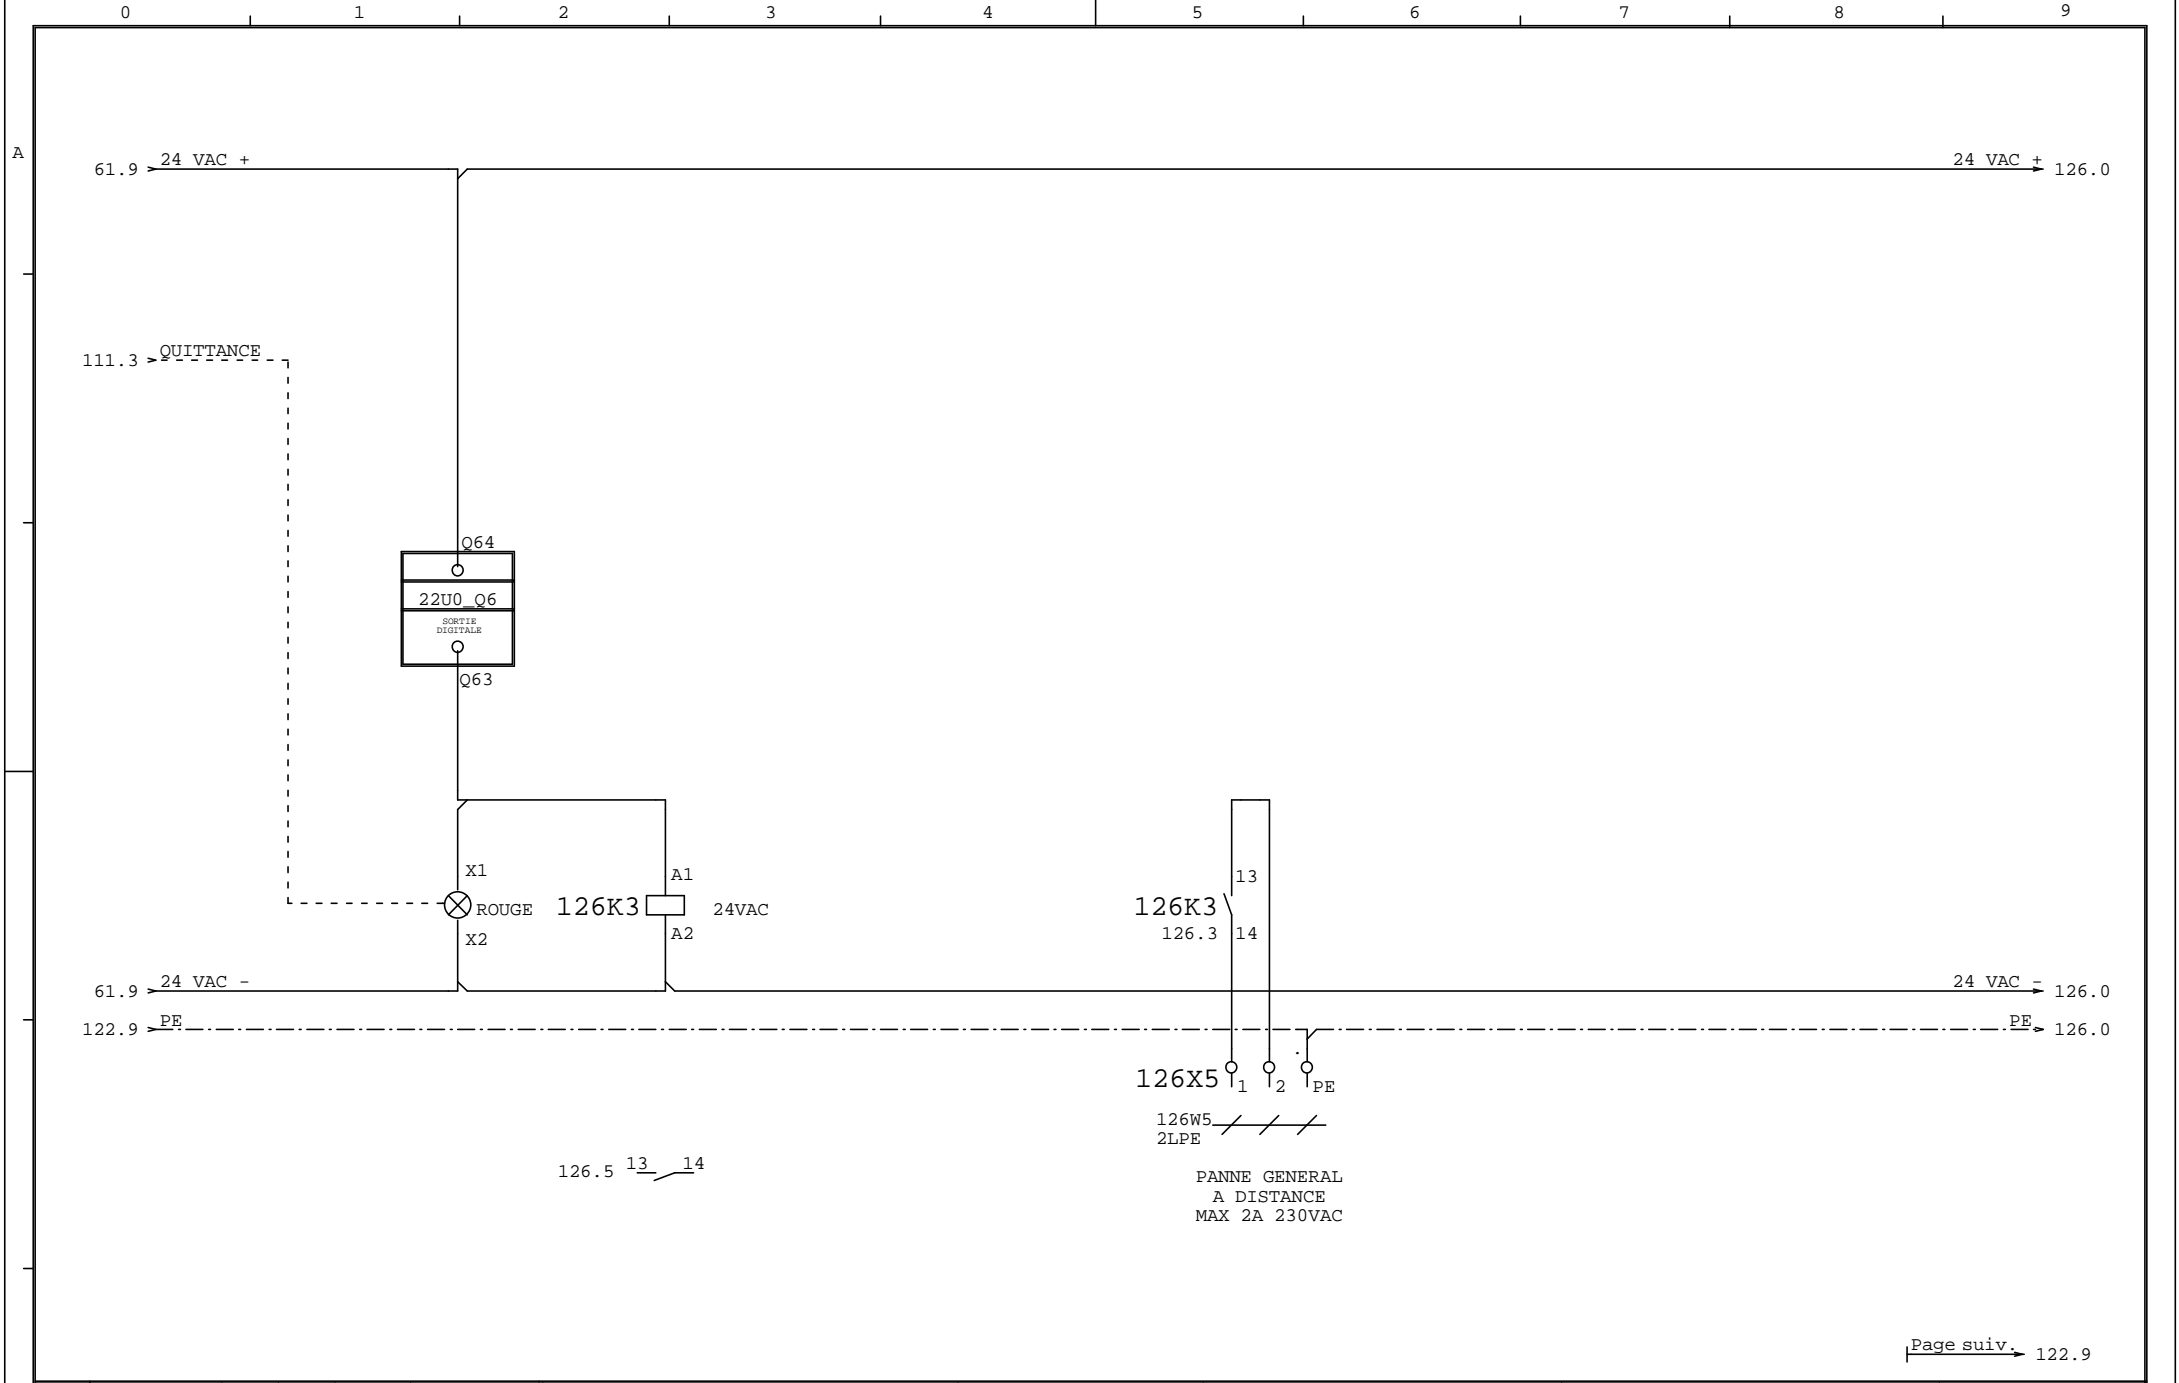 0 1 2 3 4 5 6 7 8 9
A
61.9 24 VAC + 24 VAC + 126.0
111.3 QUITTANCE
Q64
22U0_Q6
SORTIE
DIGITALE
Q63
X1 A1 13
ROUGE 126K3 24VAC 126K3
X2 A2 126.3 14
61.9 24 VAC - 24 VAC - 126.0
122.9 PE PE 126.0
126X5 1 2 PE
126W5
2LPE
126.5 13 14
PANNE GENERAL
A DISTANCE
MAX 2A 230VAC
Page suiv. 122.9